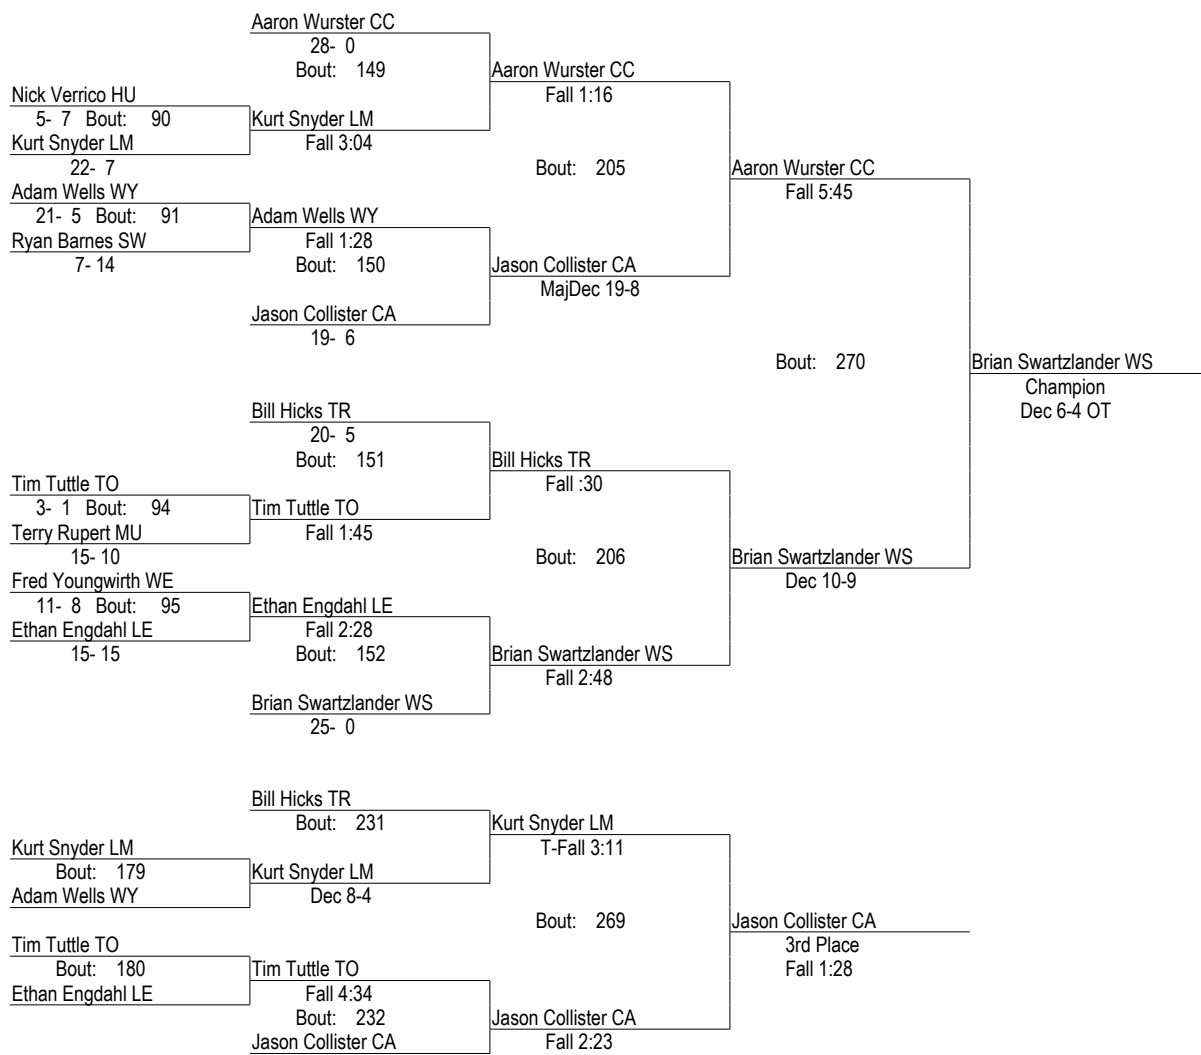 Aaron Wurster CC
28- 0
Bout: 149
Aaron Wurster CC
Fall 1:16
Nick Verrico HU
5- 7 Bout: 90
Kurt Snyder LM
Fall 3:04
Kurt Snyder LM
22- 7
Bout: 205
Aaron Wurster CC
Fall 5:45
Adam Wells WY
21- 5 Bout: 91
Adam Wells WY
Fall 1:28
Ryan Barnes SW
7- 14
Bout: 150
Jason Collister CA
MajDec 19-8
Jason Collister CA
19- 6
Bout: 270
Brian Swartzlander WS
Champion
Dec 6-4 OT
Bill Hicks TR
20- 5
Bout: 151
Bill Hicks TR
Fall :30
Tim Tuttle TO
3- 1 Bout: 94
Tim Tuttle TO
Fall 1:45
Terry Rupert MU
15- 10
Bout: 206
Brian Swartzlander WS
Dec 10-9
Fred Youngwirth WE
11- 8 Bout: 95
Ethan Engdahl LE
Fall 2:28
Ethan Engdahl LE
15- 15
Bout: 152
Brian Swartzlander WS
Fall 2:48
Brian Swartzlander WS
25- 0
Bill Hicks TR
Bout: 231
Kurt Snyder LM
T-Fall 3:11
Kurt Snyder LM
Bout: 179
Kurt Snyder LM
Dec 8-4
Adam Wells WY
Bout: 269
Jason Collister CA
3rd Place
Fall 1:28
Tim Tuttle TO
Bout: 180
Tim Tuttle TO
Fall 4:34
Ethan Engdahl LE
Bout: 232
Jason Collister CA
Fall 2:23
Jason Collister CA